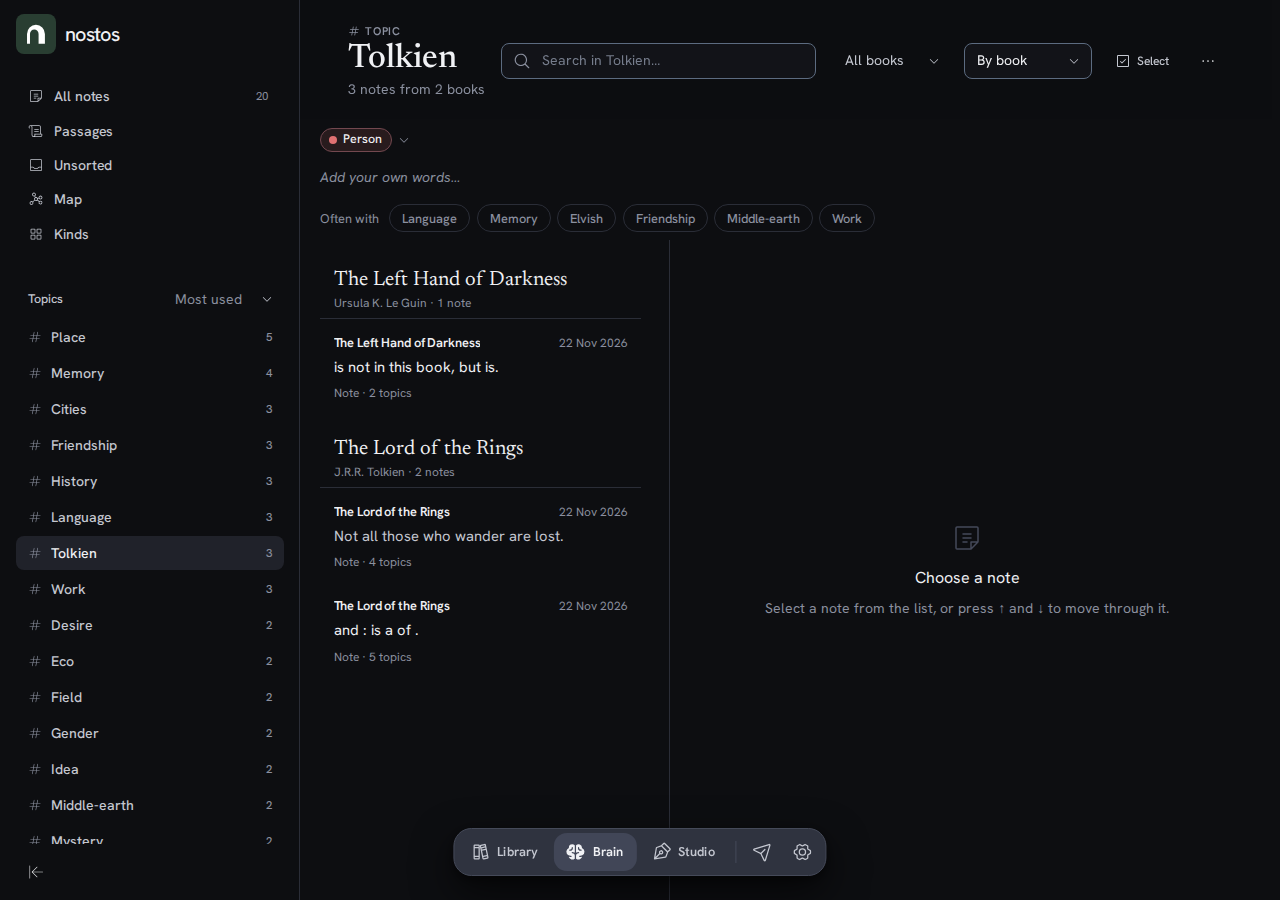 nostos
All notes 20
Passages
Unsorted
Map
Kinds
Topics Most used
# Place 5
# Memory 4
# Cities 3
# Friendship 3
# History 3
# Language 3
# Tolkien 3
# Work 3
# Desire 2
# Eco 2
# Field 2
# Gender 2
# Idea 2
# Middle-earth 2
# Mystery 2
# TOPIC
Tolkien
3 notes from 2 books
Search in Tolkien...
All books
By book
Select
Person
Add your own words...
Often with Language Memory Elvish Friendship Middle-earth Work
The Left Hand of Darkness
Ursula K. Le Guin · 1 note
The Left Hand of Darkness 22 Nov 2026
is not in this book, but is.
Note · 2 topics
The Lord of the Rings
J.R.R. Tolkien · 2 notes
The Lord of the Rings 22 Nov 2026
Not all those who wander are lost.
Note · 4 topics
The Lord of the Rings 22 Nov 2026
and : is a of .
Note · 5 topics
Choose a note
Select a note from the list, or press ↑ and ↓ to move through it.
Library Brain Studio